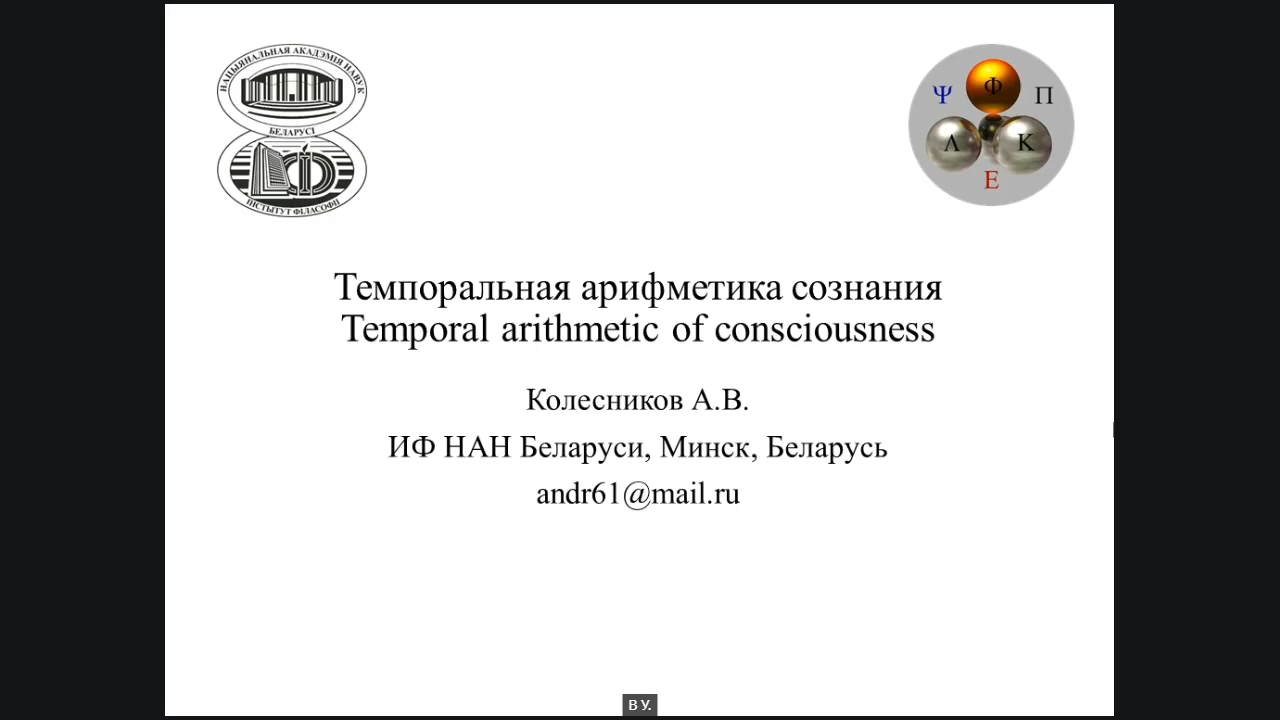 НАЦЫЯНАЛЬНАЯ АКАДЭМІЯ НАВУК
БЕЛАРУСІ
ІНСТЫТУТ ФІЛАСОФІІ
Ψ Ф П
Λ К
Е
Темпоральная арифметика сознания
Temporal arithmetic of consciousness
Колесников А.В.
ИФ НАН Беларуси, Минск, Беларусь
andr61@mail.ru
В У.